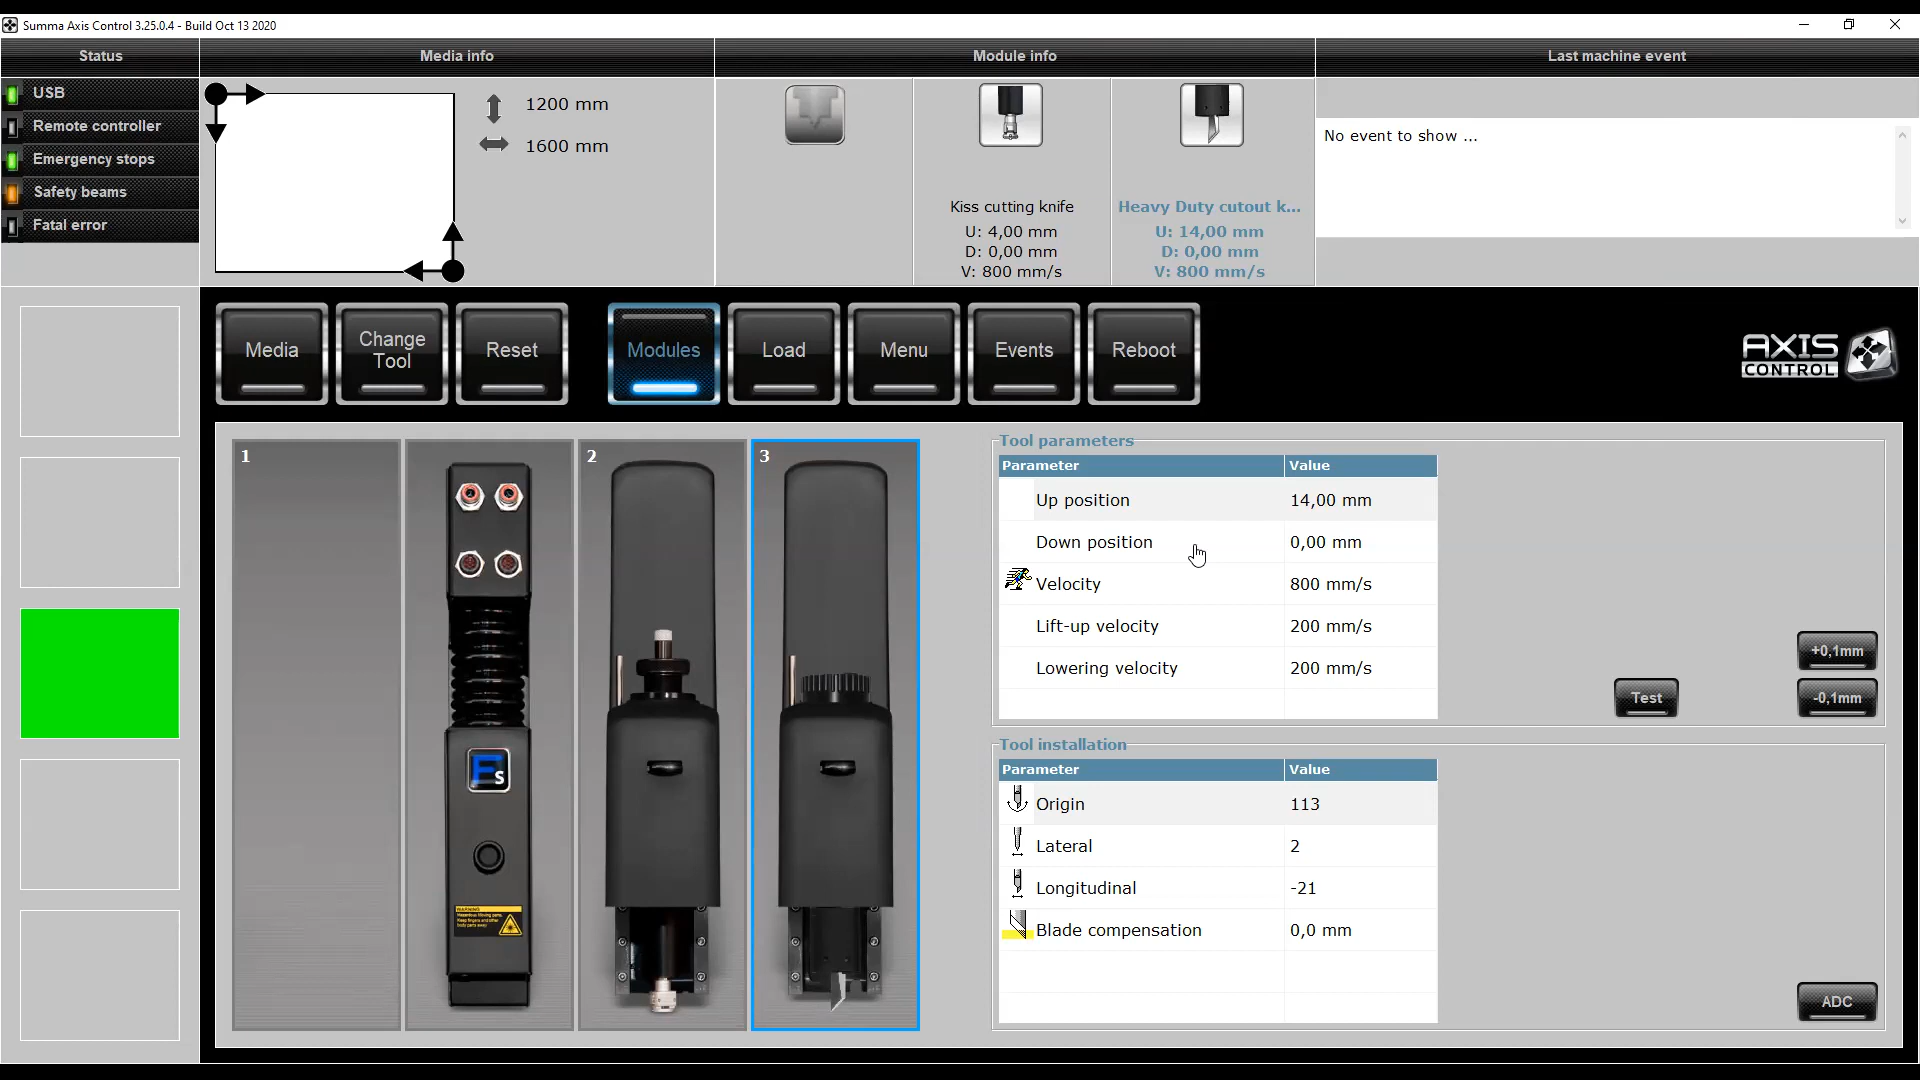 Summa Axis Control 3.25.0.4 - Build Oct 13 2020
Status
Media info
Module info
Last machine event
USB
Remote controller
Emergency stops
Safety beams
Fatal error
1200 mm
1600 mm
Kiss cutting knife
U: 4,00 mm
D: 0,00 mm
V: 800 mm/s
Heavy Duty cutout k...
U: 14,00 mm
D: 0,00 mm
V: 800 mm/s
No event to show ...
Media
Change
Tool
Reset
Modules
Load
Menu
Events
Reboot
AXIS
CONTROL
1
2
3
Fs
WARNING
Tool parameters
Parameter Value
Up position 14,00 mm
Down position 0,00 mm
Velocity 800 mm/s
Lift-up velocity 200 mm/s
Lowering velocity 200 mm/s
+0,1mm
Test
-0,1mm
Tool installation
Parameter Value
Origin 113
Lateral 2
Longitudinal -21
Blade compensation 0,0 mm
ADC